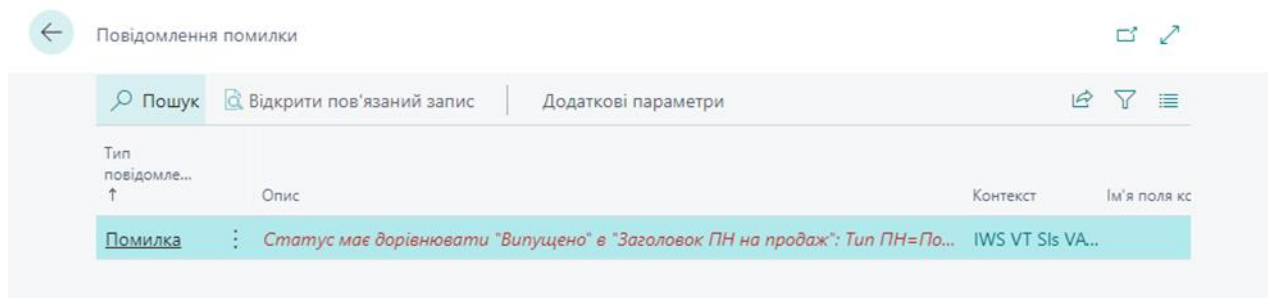 Повідомлення помилки
Пошук Відкрити пов'язаний запис Додаткові параметри
Тип
повідомле...
↑ Опис Контекст Ім'я поля кс
Помилка Статус має дорівнювати "Випущено" в "Заголовок ПН на продаж": Тип ПН=По... IWS VT Sls VA...